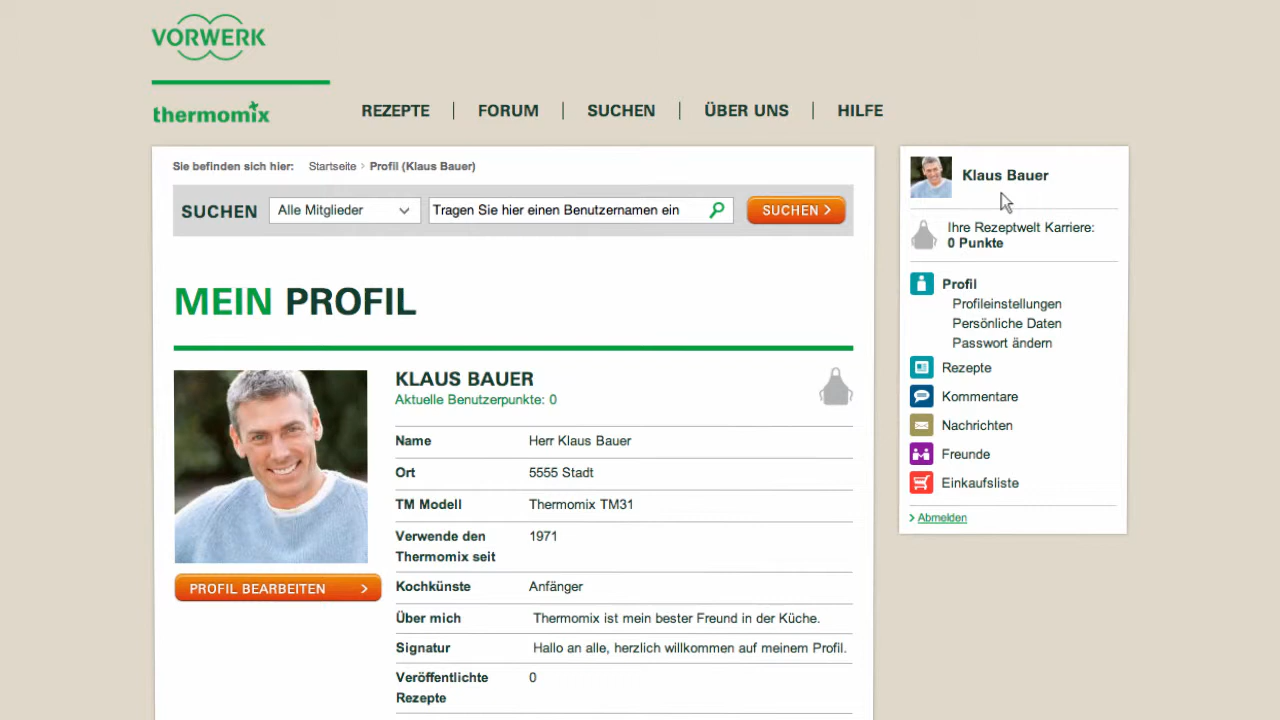 VORWERK
thermomix
REZEPTE | FORUM | SUCHEN | ÜBER UNS | HILFE
Sie befinden sich hier: Startseite › Profil (Klaus Bauer)
SUCHEN Alle Mitglieder Tragen Sie hier einen Benutzernamen ein SUCHEN >
MEIN PROFIL
KLAUS BAUER
Aktuelle Benutzerpunkte: 0
Name Herr Klaus Bauer
Ort 5555 Stadt
TM Modell Thermomix TM31
Verwende den 1971
Thermomix seit
Kochkünste Anfänger
Über mich Thermomix ist mein bester Freund in der Küche.
Signatur Hallo an alle, herzlich willkommen auf meinem Profil.
Veröffentlichte 0
Rezepte
PROFIL BEARBEITEN >
Klaus Bauer
Ihre Rezeptwelt Karriere:
0 Punkte
Profil
Profileinstellungen
Persönliche Daten
Passwort ändern
Rezepte
Kommentare
Nachrichten
Freunde
Einkaufsliste
> Abmelden